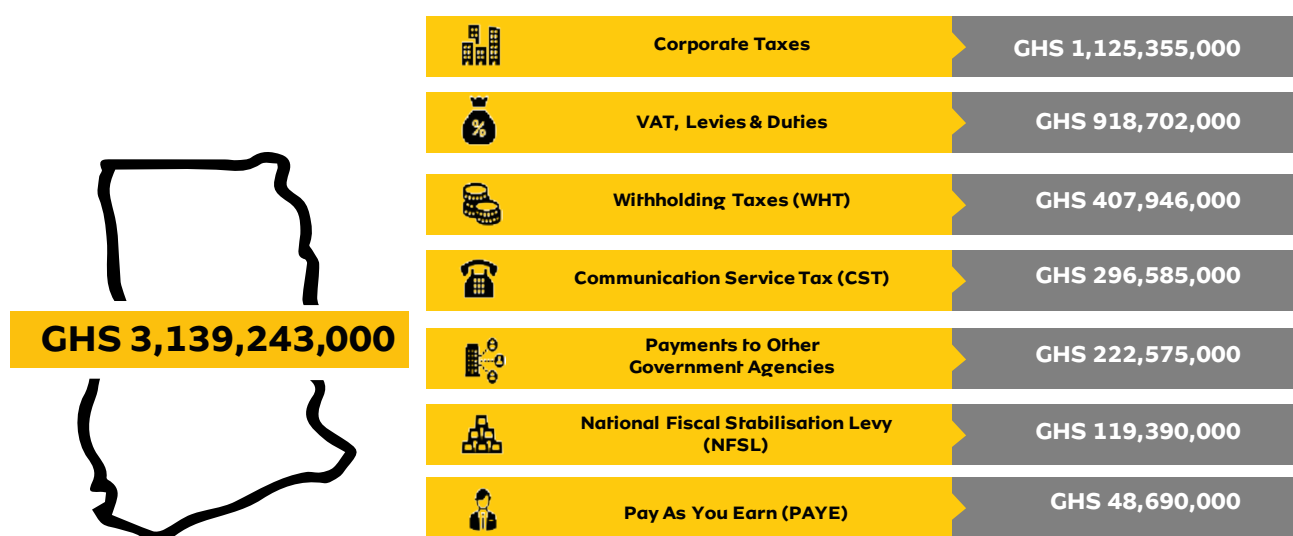 Corporate Taxes
GHS 1,125,355,000
VAT, Levies & Duties
GHS 918,702,000
Withholding Taxes (WHT)
GHS 407,946,000
Communication Service Tax (CST)
GHS 296,585,000
GHS 3,139,243,000
Payments to Other
Government Agencies
GHS 222,575,000
National Fiscal Stabilisation Levy
(NFSL)
GHS 119,390,000
Pay As You Earn (PAYE)
GHS 48,690,000
%